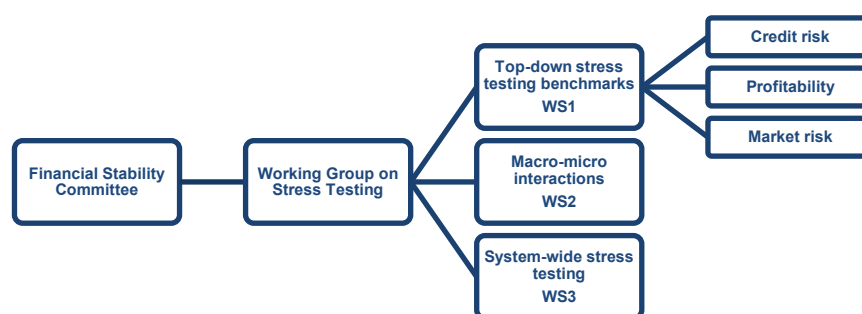 Financial Stability
Committee
Working Group on
Stress Testing
Top-down stress
testing benchmarks
WS1
Macro-micro
interactions
WS2
System-wide stress
testing
WS3
Credit risk
Profitability
Market risk